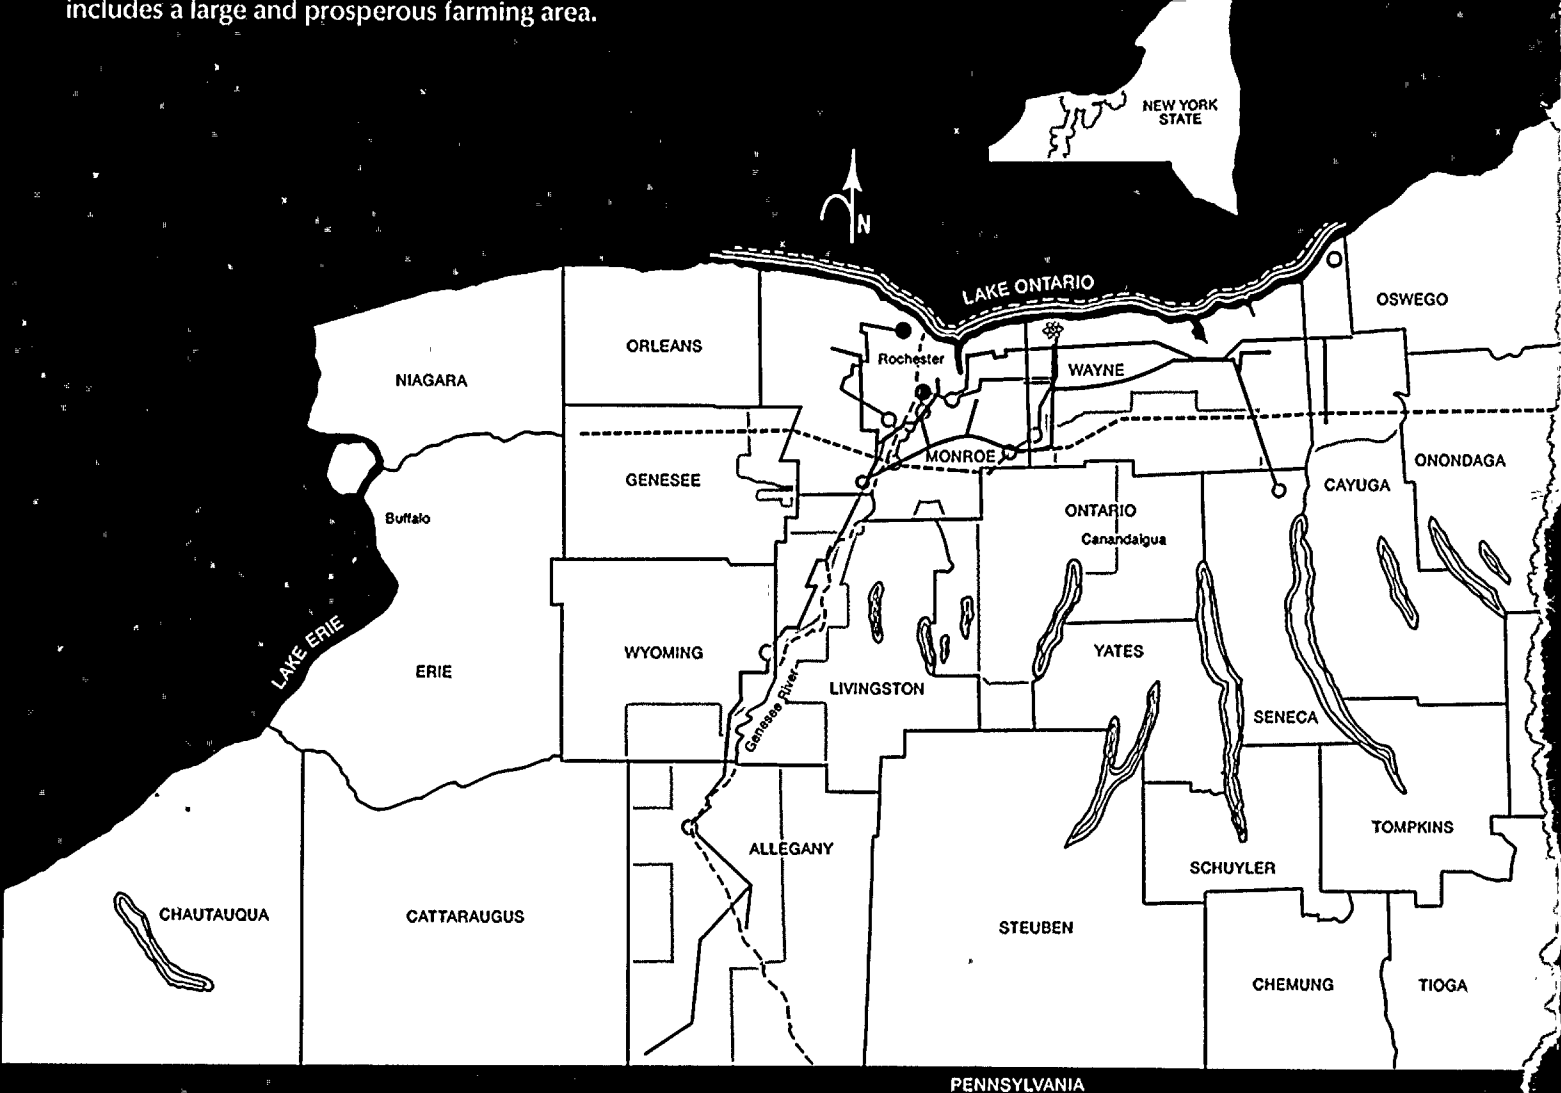 includes a large and prosperous farming area.
NEW YORK
STATE
N
LAKE ONTARIO
OSWEGO
ORLEANS
Rochester
WAYNE
NIAGARA
MONROE
ONONDAGA
GENESEE
CAYUGA
ONTARIO
Buffalo
Canandaigua
LAKE ERIE
WYOMING
YATES
ERIE
LIVINGSTON
Genesee River
SENECA
TOMPKINS
ALLEGANY
SCHUYLER
CHAUTAUQUA
CATTARAUGUS
STEUBEN
CHEMUNG
TIOGA
PENNSYLVANIA